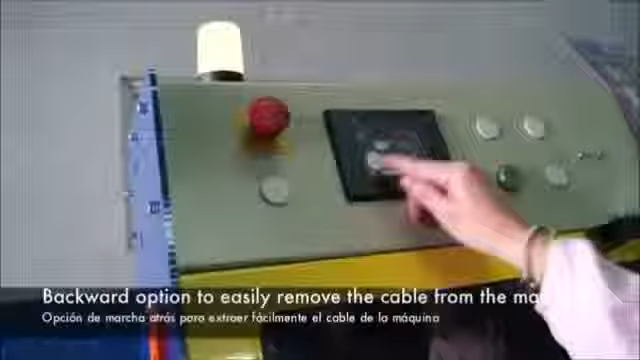 Backward option to easily remove the cable from the
Opción de marcha atrás para extraer fácilmente el cable de la máquina